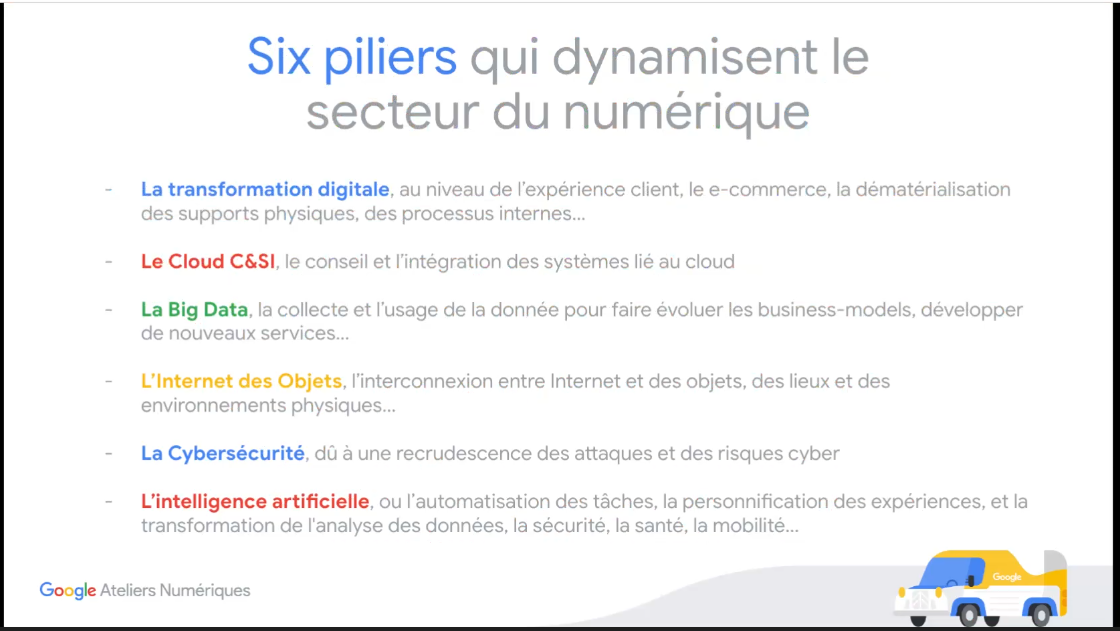 Six piliers qui dynamisent le
secteur du numérique
- La transformation digitale, au niveau de l'expérience client, le e-commerce, la dématérialisation
des supports physiques, des processus internes...
- Le Cloud C&SI, le conseil et l'intégration des systèmes lié au cloud
- La Big Data, la collecte et l'usage de la donnée pour faire évoluer les business-models, développer
de nouveaux services...
- L'Internet des Objets, l'interconnexion entre Internet et des objets, des lieux et des
environnements physiques...
- La Cybersécurité, dû à une recrudescence des attaques et des risques cyber
- L'intelligence artificielle, ou l'automatisation des tâches, la personnification des expériences, et la
transformation de l'analyse des données, la sécurité, la santé, la mobilité...
Google Ateliers Numériques
Google